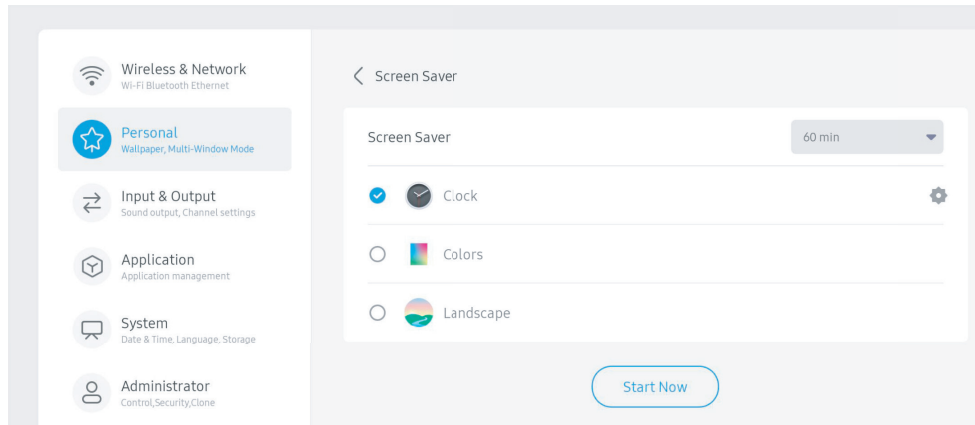 Wireless & Network
Wi-Fi Bluetooth Ethernet
Personal
Wallpaper, Multi-Window Mode
Input & Output
Sound output, Channel settings
Application
Application management
System
Date & Time, Language, Storage
Administrator
Control,Security,Clone
Screen Saver
Screen Saver
60 min
Clock
Colors
Landscape
Start Now